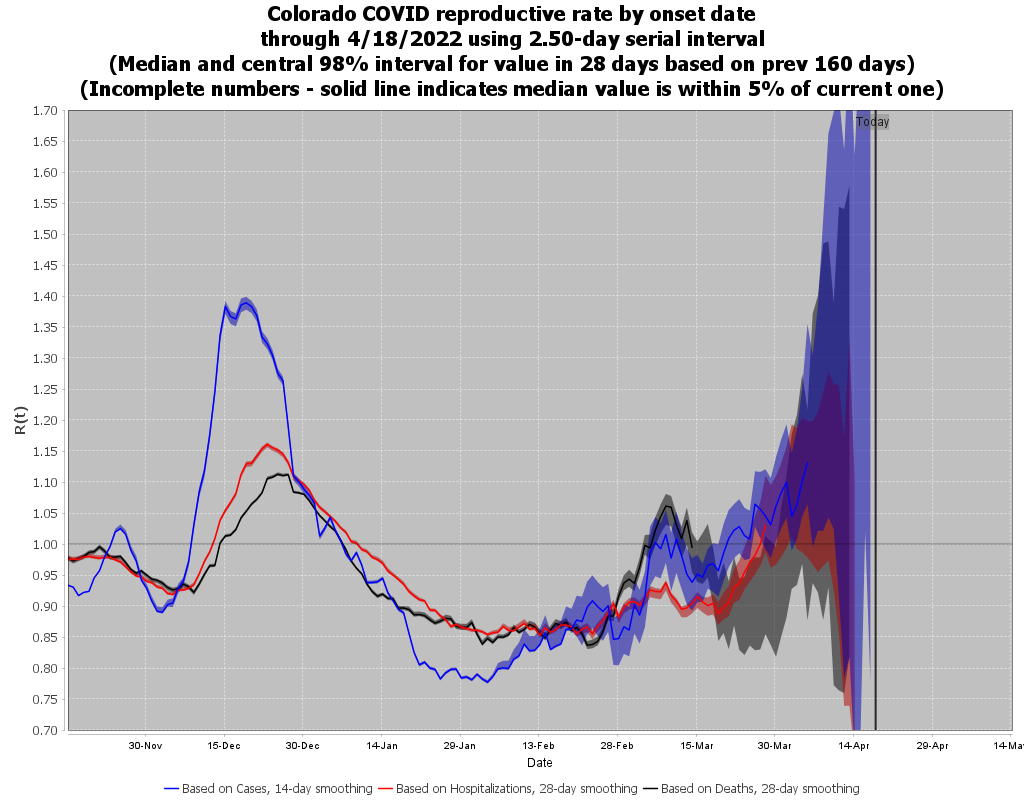 Colorado COVID reproductive rate by onset date
through 4/18/2022 using 2.50-day serial interval
(Median and central 98% interval for value in 28 days based on prev 160 days)
(Incomplete numbers - solid line indicates median value is within 5% of current one)
Today
R(t)
1.70
1.65
1.60
1.55
1.50
1.45
1.40
1.35
1.30
1.25
1.20
1.15
1.10
1.05
1.00
0.95
0.90
0.85
0.80
0.75
0.70
30-Nov 15-Dec 30-Dec 14-Jan 29-Jan 13-Feb 28-Feb 15-Mar 30-Mar 14-Apr 29-Apr 14-May
Date
Based on Cases, 14-day smoothing Based on Hospitalizations, 28-day smoothing Based on Deaths, 28-day smoothing